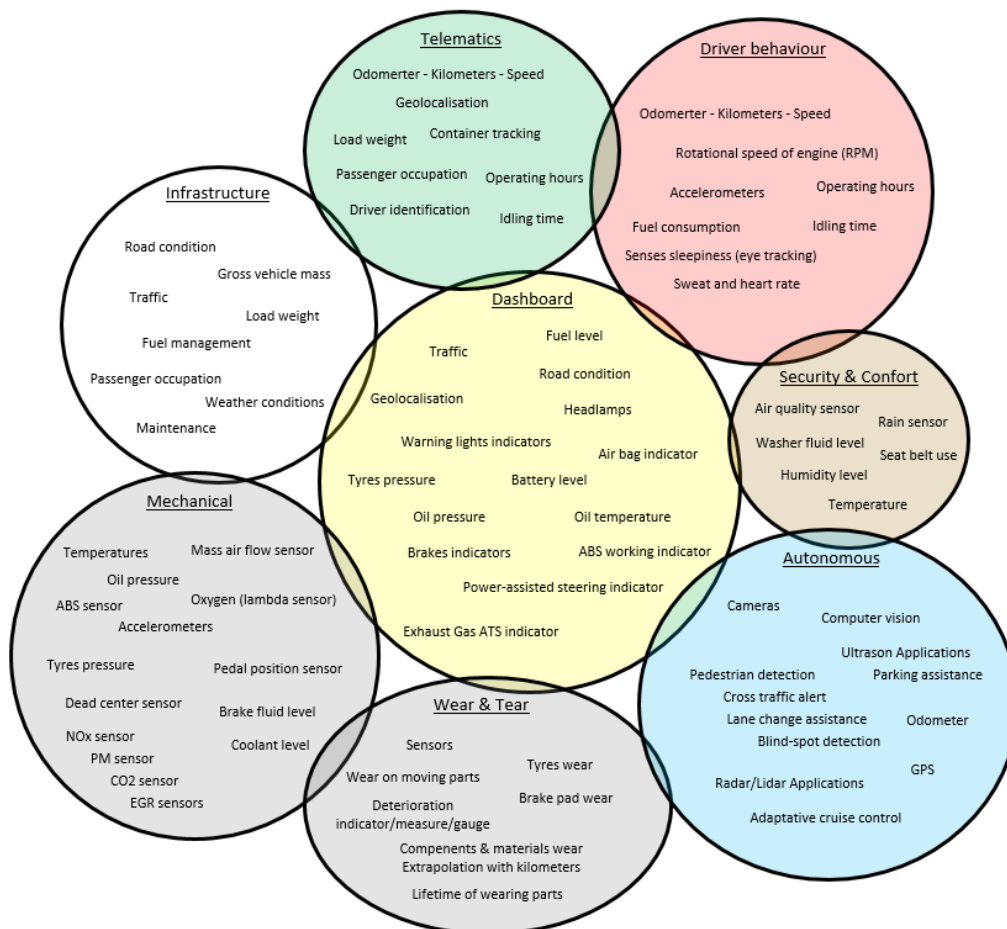 Telematics
Odomerter - Kilometers - Speed
Geolocalisation
Load weight
Container tracking
Passenger occupation
Operating hours
Driver identification
Idling time
Driver behaviour
Odomerter - Kilometers - Speed
Rotational speed of engine (RPM)
Accelerometers
Operating hours
Fuel consumption
Idling time
Senses sleepiness (eye tracking)
Sweat and heart rate
Infrastructure
Road condition
Gross vehicle mass
Traffic
Load weight
Fuel management
Passenger occupation
Weather conditions
Maintenance
Dashboard
Fuel level
Traffic
Road condition
Geolocalisation
Headlamps
Warning lights indicators
Air bag indicator
Tyres pressure
Battery level
Oil pressure
Oil temperature
Brakes indicators
ABS working indicator
Power-assisted steering indicator
Exhaust Gas ATS indicator
Security & Confort
Air quality sensor
Rain sensor
Washer fluid level
Seat belt use
Humidity level
Temperature
Mechanical
Temperatures
Mass air flow sensor
Oil pressure
ABS sensor
Oxygen (lambda sensor)
Accelerometers
Tyres pressure
Pedal position sensor
Dead center sensor
Brake fluid level
NOx sensor
Coolant level
PM sensor
CO2 sensor
EGR sensors
Wear & Tear
Sensors
Tyres wear
Wear on moving parts
Brake pad wear
Deterioration
indicator/measure/gauge
Compenents & materials wear
Extrapolation with kilometers
Lifetime of wearing parts
Autonomous
Cameras
Computer vision
Ultrason Applications
Pedestrian detection
Parking assistance
Cross traffic alert
Lane change assistance
Odometer
Blind-spot detection
GPS
Radar/Lidar Applications
Adaptative cruise control